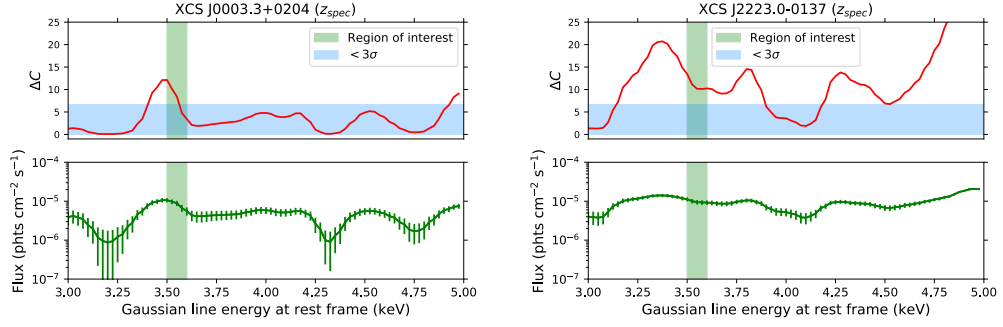 XCS J0003.3+0204 (z_spec)
25
20
15
10
5
0
ΔC
Region of interest
< 3σ
10⁻⁴
10⁻⁵
10⁻⁶
10⁻⁷
Flux (phts cm⁻² s⁻¹)
3.00 3.25 3.50 3.75 4.00 4.25 4.50 4.75 5.00
Gaussian line energy at rest frame (keV)
XCS J2223.0-0137 (z_spec)
25
20
15
10
5
0
ΔC
Region of interest
< 3σ
10⁻⁴
10⁻⁵
10⁻⁶
10⁻⁷
Flux (phts cm⁻² s⁻¹)
3.00 3.25 3.50 3.75 4.00 4.25 4.50 4.75 5.00
Gaussian line energy at rest frame (keV)